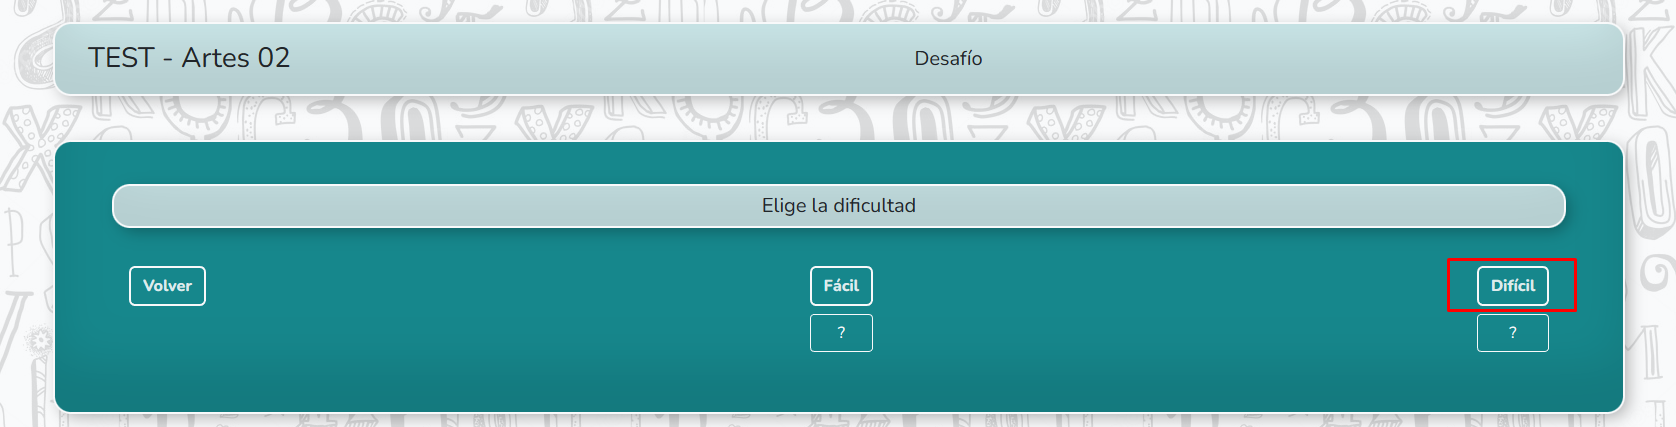 TEST - Artes 02
Desafío
Elige la dificultad
Volver
Fácil
Difícil
?
?